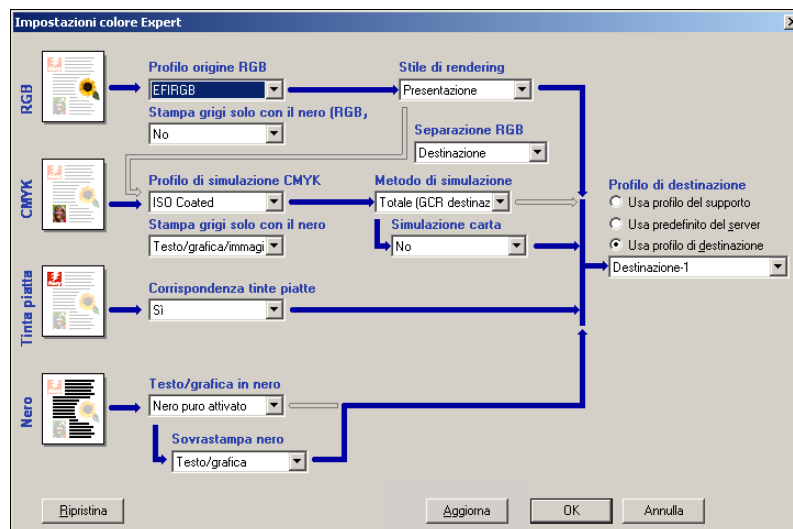 Impostazioni colore Expert
RGB
Profilo origine RGB
EFIRGB
Stile di rendering
Presentazione
Stampa grigi solo con il nero (RGB,
No
Separazione RGB
Destinazione
CMYK
Profilo di simulazione CMYK
ISO Coated
Metodo di simulazione
Totale (GCR destinaz
Stampa grigi solo con il nero
Testo/grafica/immagi
Simulazione carta
No
Profilo di destinazione
Usa profilo del supporto
Usa predefinito del server
Usa profilo di destinazione
Destinazione-1
Tinta piatta
Corrispondenza tinte piatte
Sì
Nero
Testo/grafica in nero
Nero puro attivato
Sovrastampa nero
Testo/grafica
Ripristina
Aggiorna
OK
Annulla